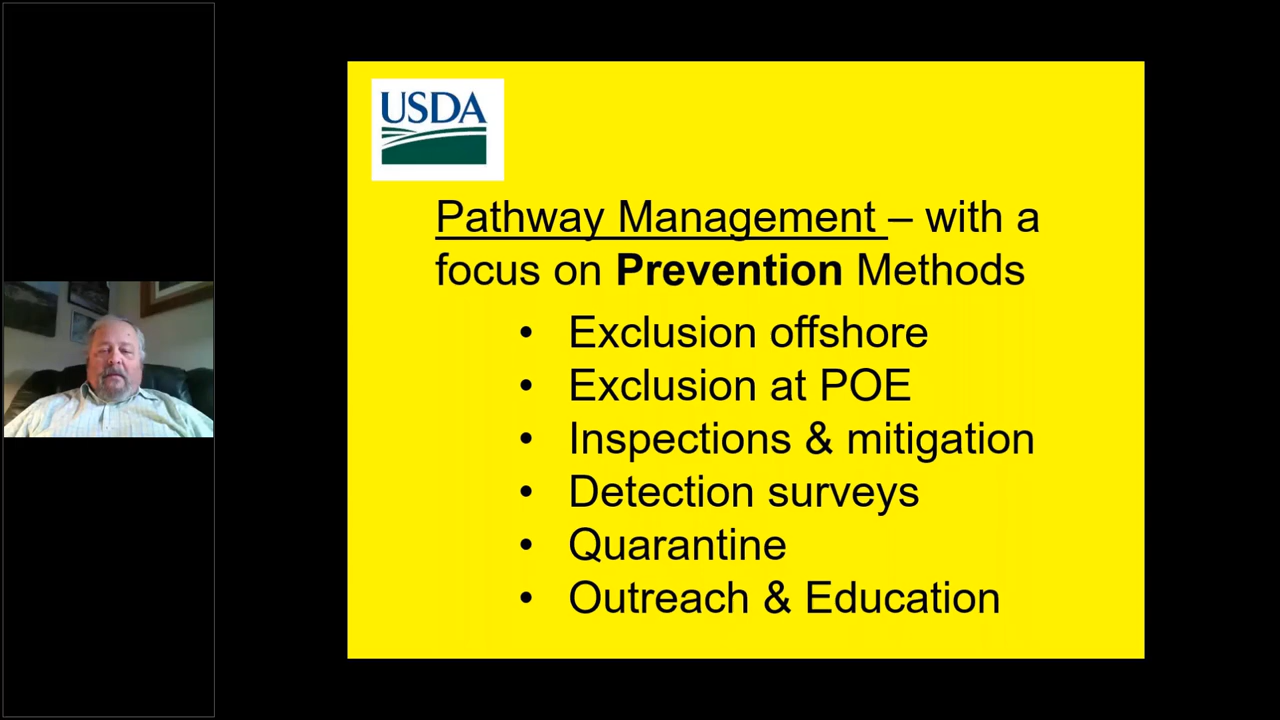 USDA
Pathway Management – with a
focus on Prevention Methods
• Exclusion offshore
• Exclusion at POE
• Inspections & mitigation
• Detection surveys
• Quarantine
• Outreach & Education